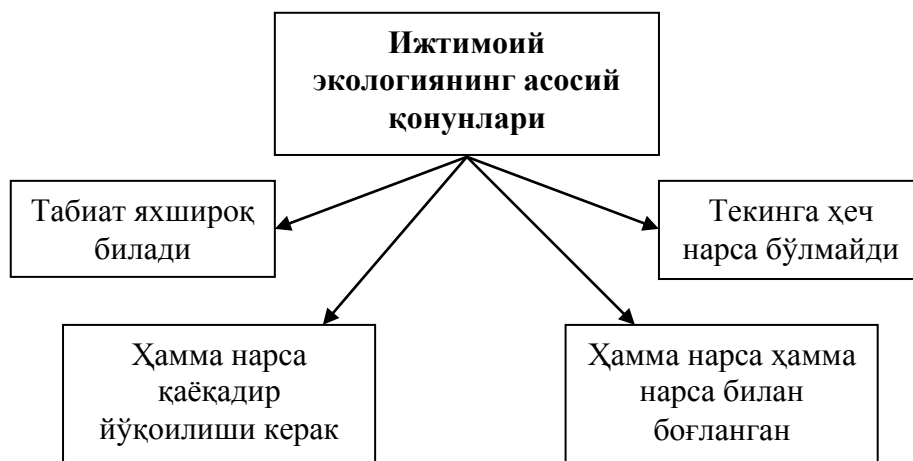 Ижтимоий
экологиянинг асосий
қонунлари
Табиат яхшироқ
билади
Текинга ҳеч
нарса бўлмайди
Ҳамма нарса
қаёқадир
йўқоилиши керак
Ҳамма нарса ҳамма
нарса билан
боғланган